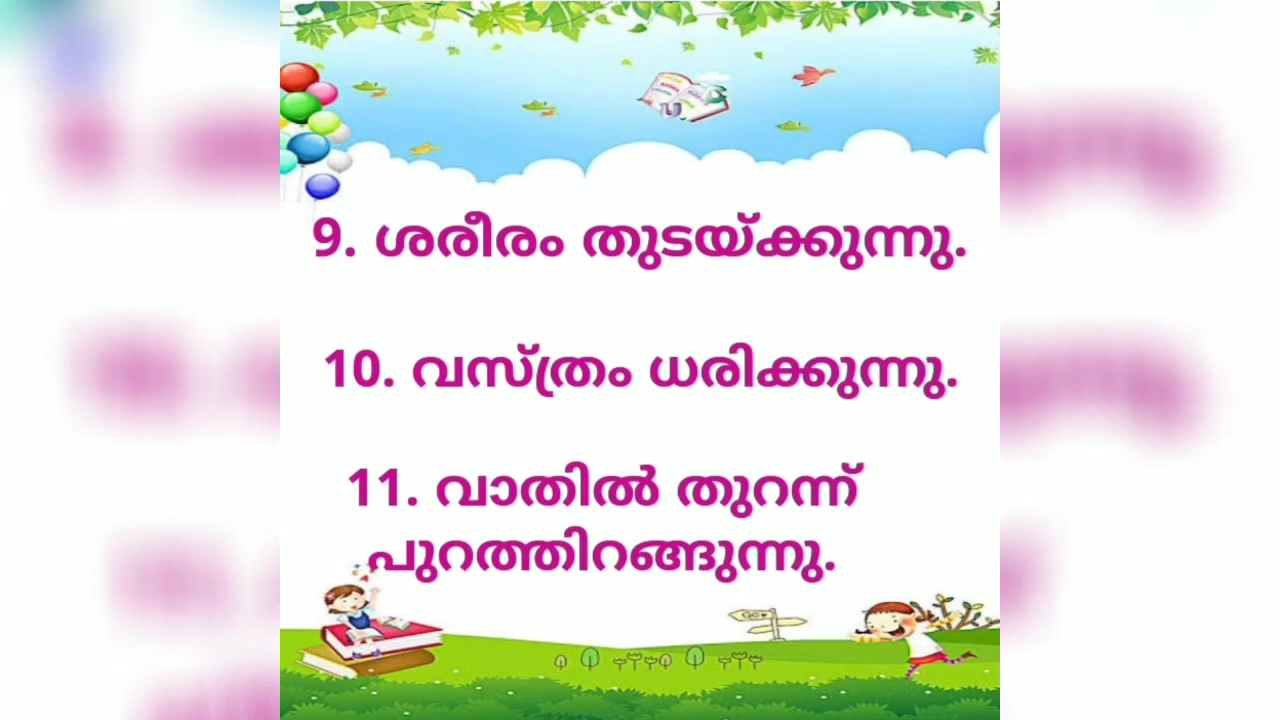 9. ശരീരം തുടയ്ക്കുന്നു.
10. വസ്ത്രം ധരിക്കുന്നു.
11. വാതിൽ തുറന്ന്
പുറത്തിറങ്ങുന്നു.